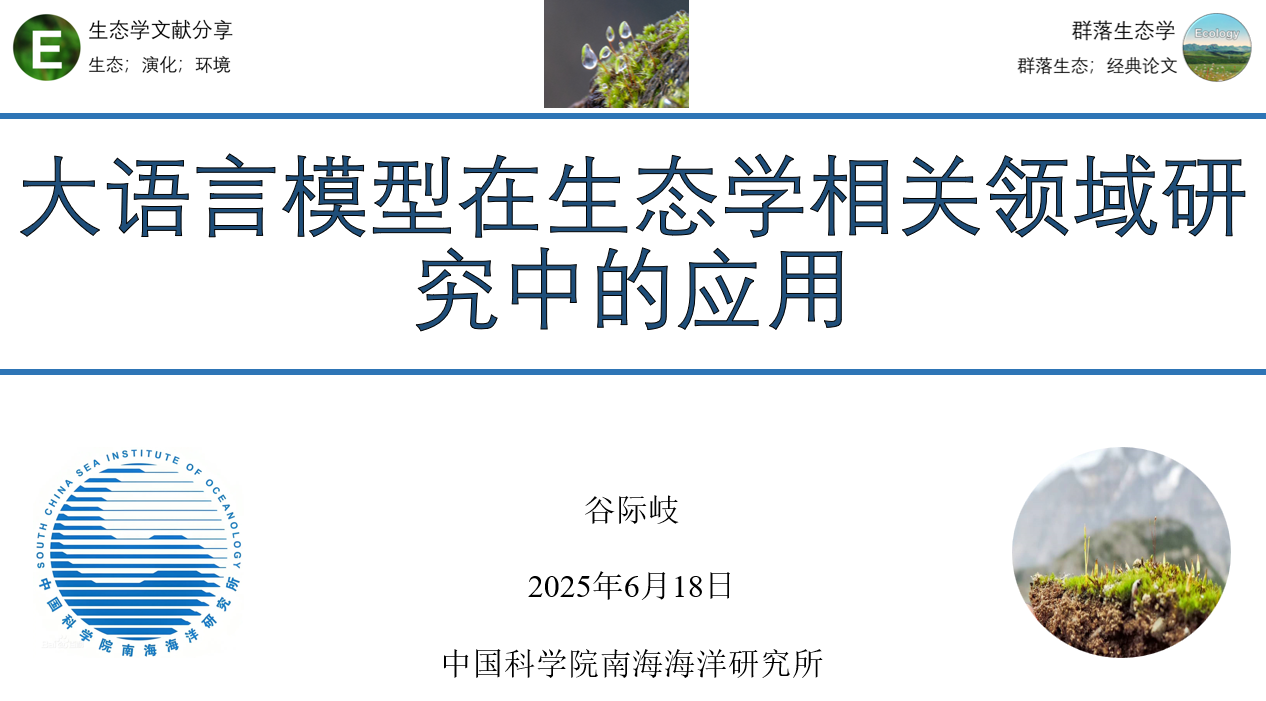 生态学文献分享
生态；演化；环境
群落生态学
群落生态；经典论文
E
Ecology
大语言模型在生态学相关领域研
究中的应用
SOUTH CHINA SEA INSTITUTE OF OCEANOLOGY
中国科学院南海海洋研究所
谷际岐
2025年6月18日
中国科学院南海海洋研究所